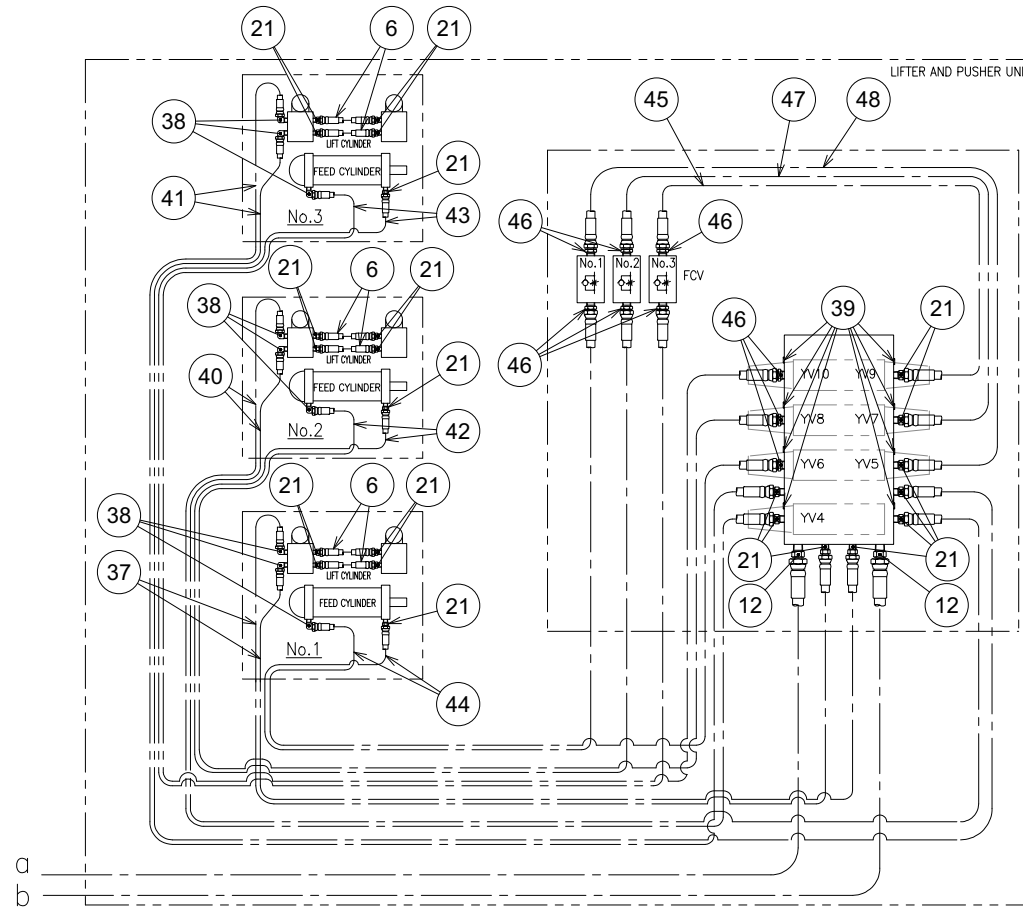 21 6 21
LIFTER AND PUSHER UNI
45 47 48
38
LIFT CYLINDER
FEED CYLINDER
21
41
No.3
43
46 46
No.1 No.2 No.3
FCV
21 6 21
38
46 39 21
LIFT CYLINDER
21
46
YV10 YV9
FEED CYLINDER
40
YV8 YV7
No.2
42
YV6 YV5
21 6 21
38
YV4
21 21
LIFT CYLINDER
37
12 12
FEED CYLINDER
21
No.1
44
a
b